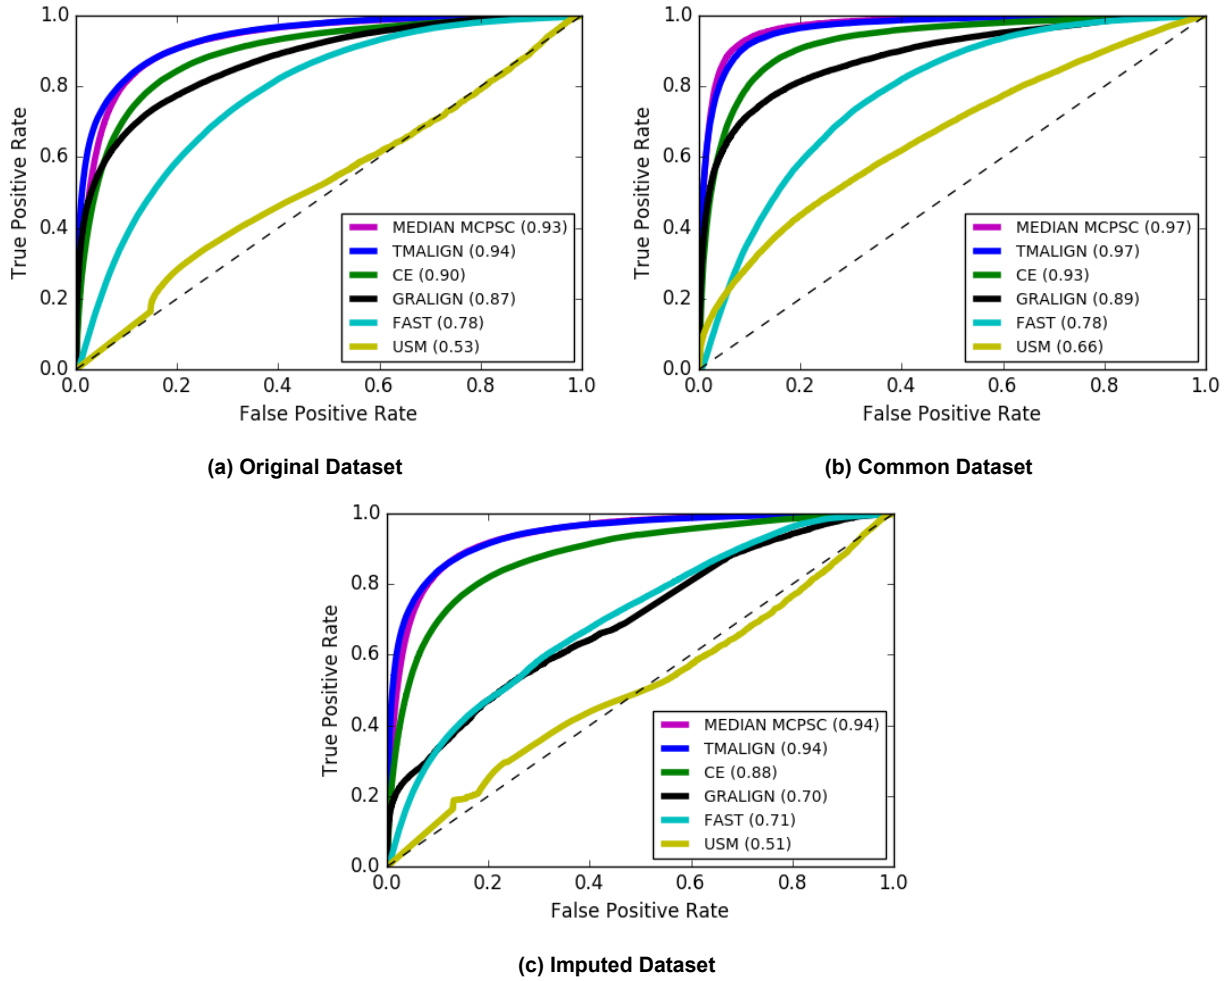 1.0
0.8
0.6
0.4
0.2
0.0
True Positive Rate
MEDIAN MCPSC (0.93)
TMALIGN (0.94)
CE (0.90)
GRALIGN (0.87)
FAST (0.78)
USM (0.53)
0.0 0.2 0.4 0.6 0.8 1.0
False Positive Rate
(a) Original Dataset
1.0
0.8
0.6
0.4
0.2
0.0
True Positive Rate
MEDIAN MCPSC (0.97)
TMALIGN (0.97)
CE (0.93)
GRALIGN (0.89)
FAST (0.78)
USM (0.66)
0.0 0.2 0.4 0.6 0.8 1.0
False Positive Rate
(b) Common Dataset
1.0
0.8
0.6
0.4
0.2
0.0
True Positive Rate
MEDIAN MCPSC (0.94)
TMALIGN (0.94)
CE (0.88)
GRALIGN (0.70)
FAST (0.71)
USM (0.51)
0.0 0.2 0.4 0.6 0.8 1.0
False Positive Rate
(c) Imputed Dataset